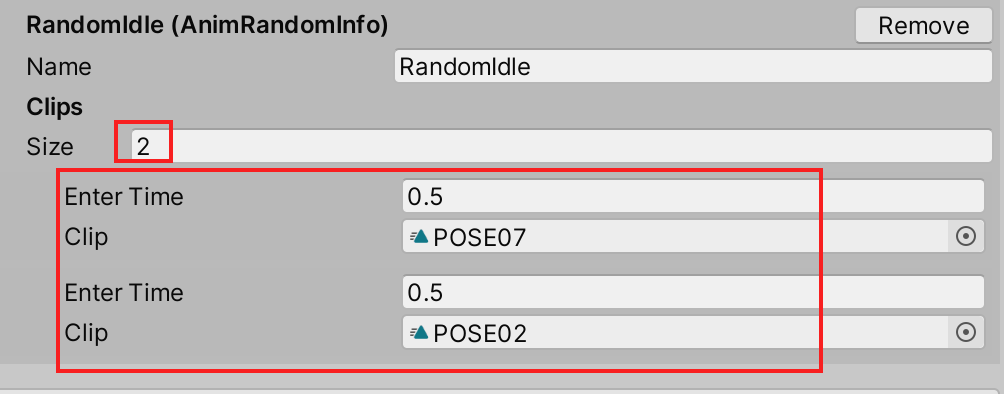 RandomIdle (AnimRandomInfo) Remove
Name RandomIdle
Clips
Size 2
Enter Time 0.5
Clip POSE07
Enter Time 0.5
Clip POSE02